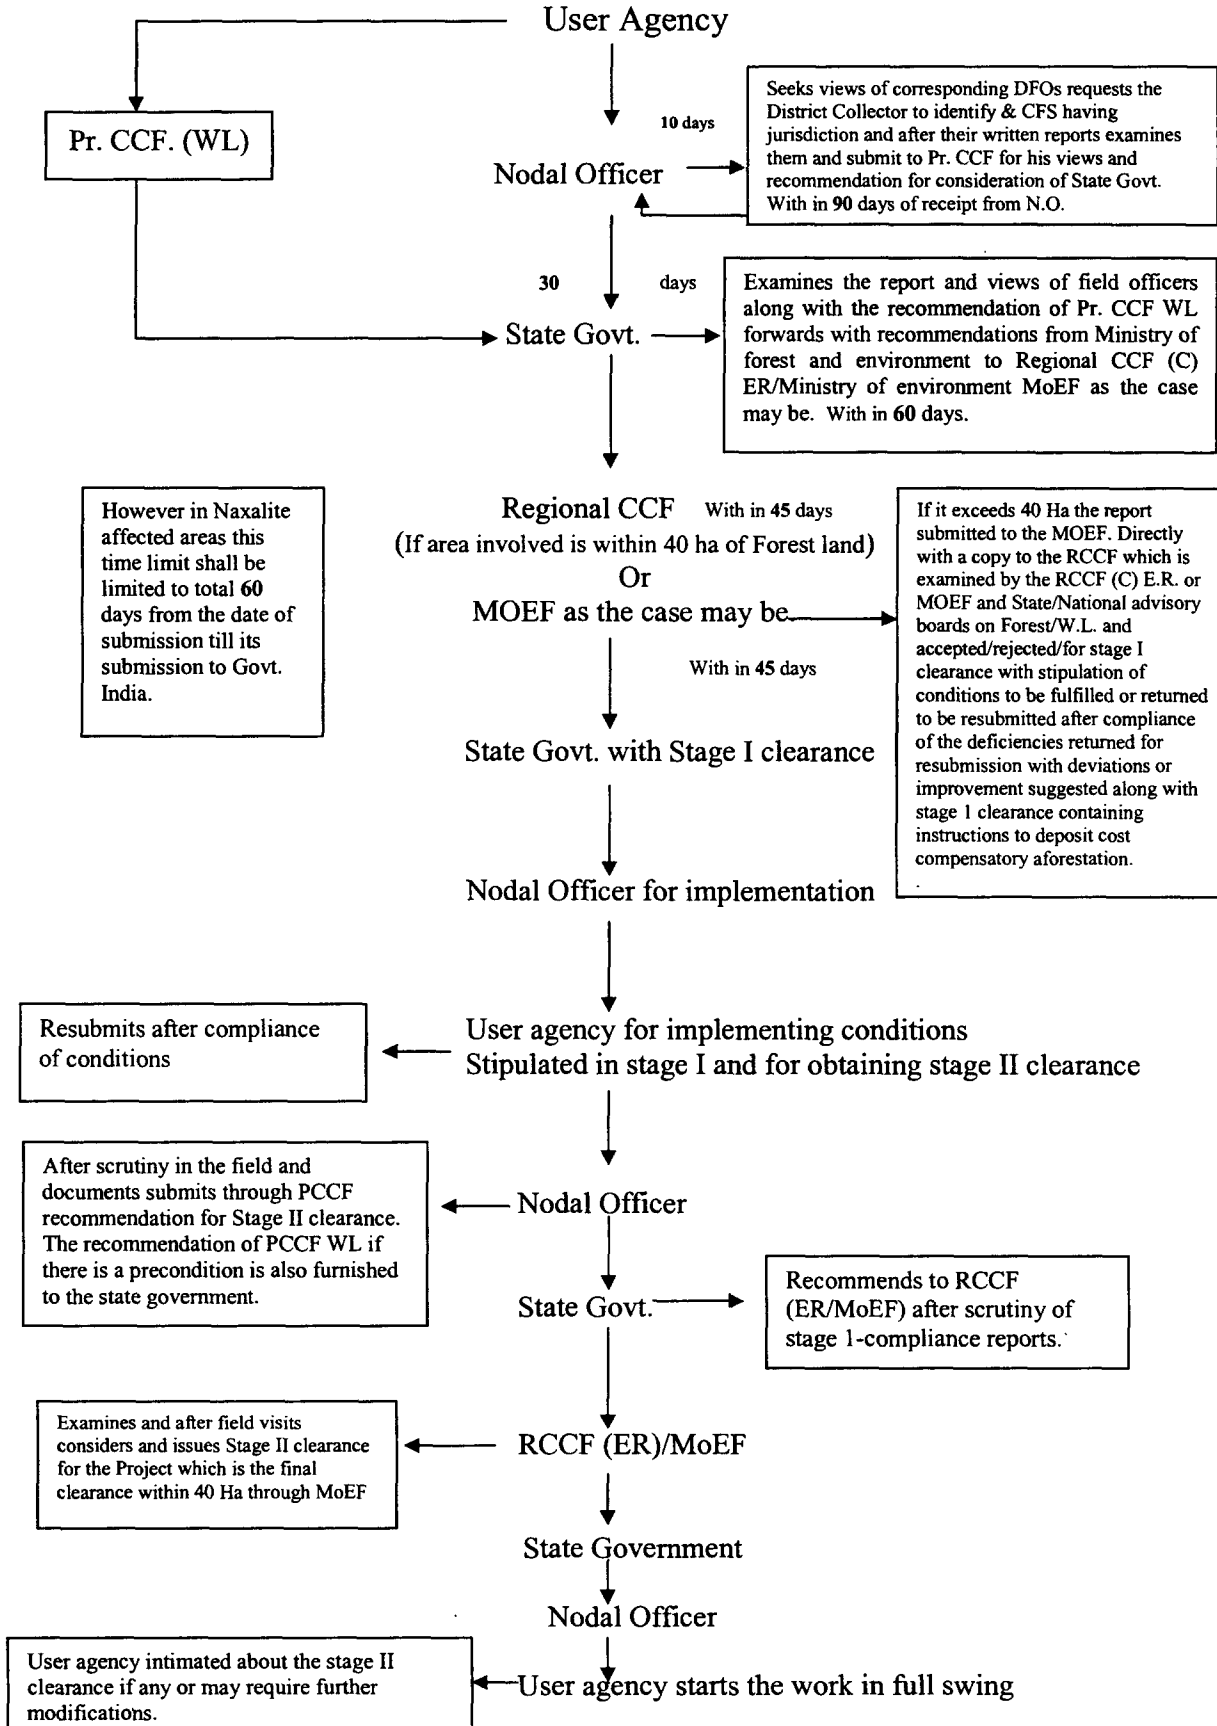 User Agency
Pr. CCF. (WL)
10 days
Nodal Officer
Seeks views of corresponding DFOs requests the
District Collector to identify & CFS having
jurisdiction and after their written reports examines
them and submit to Pr. CCF for his views and
recommendation for consideration of State Govt.
With in 90 days of receipt from N.O.
30 days
State Govt.
Examines the report and views of field officers
along with the recommendation of Pr. CCF WL
forwards with recommendations from Ministry of
forest and environment to Regional CCF (C)
ER/Ministry of environment MoEF as the case
may be. With in 60 days.
However in Naxalite
affected areas this
time limit shall be
limited to total 60
days from the date of
submission till its
submission to Govt.
India.
Regional CCF With in 45 days
(If area involved is within 40 ha of Forest land)
Or
MOEF as the case may be
With in 45 days
If it exceeds 40 Ha the report
submitted to the MOEF. Directly
with a copy to the RCCF which is
examined by the RCCF (C) E.R. or
MOEF and State/National advisory
boards on Forest/W.L. and
accepted/rejected/for stage I
clearance with stipulation of
conditions to be fulfilled or returned
to be resubmitted after compliance
of the deficiencies returned for
resubmission with deviations or
improvement suggested along with
stage 1 clearance containing
instructions to deposit cost
compensatory aforestation.
State Govt. with Stage I clearance
Nodal Officer for implementation
Resubmits after compliance
of conditions
User agency for implementing conditions
Stipulated in stage I and for obtaining stage II clearance
After scrutiny in the field and
documents submits through PCCF
recommendation for Stage II clearance.
The recommendation of PCCF WL if
there is a precondition is also furnished
to the state government.
Nodal Officer
State Govt.
Recommends to RCCF
(ER/MoEF) after scrutiny of
stage 1-compliance reports.
Examines and after field visits
considers and issues Stage II clearance
for the Project which is the final
clearance within 40 Ha through MoEF
RCCF (ER)/MoEF
State Government
Nodal Officer
User agency intimated about the stage II
clearance if any or may require further
modifications.
User agency starts the work in full swing